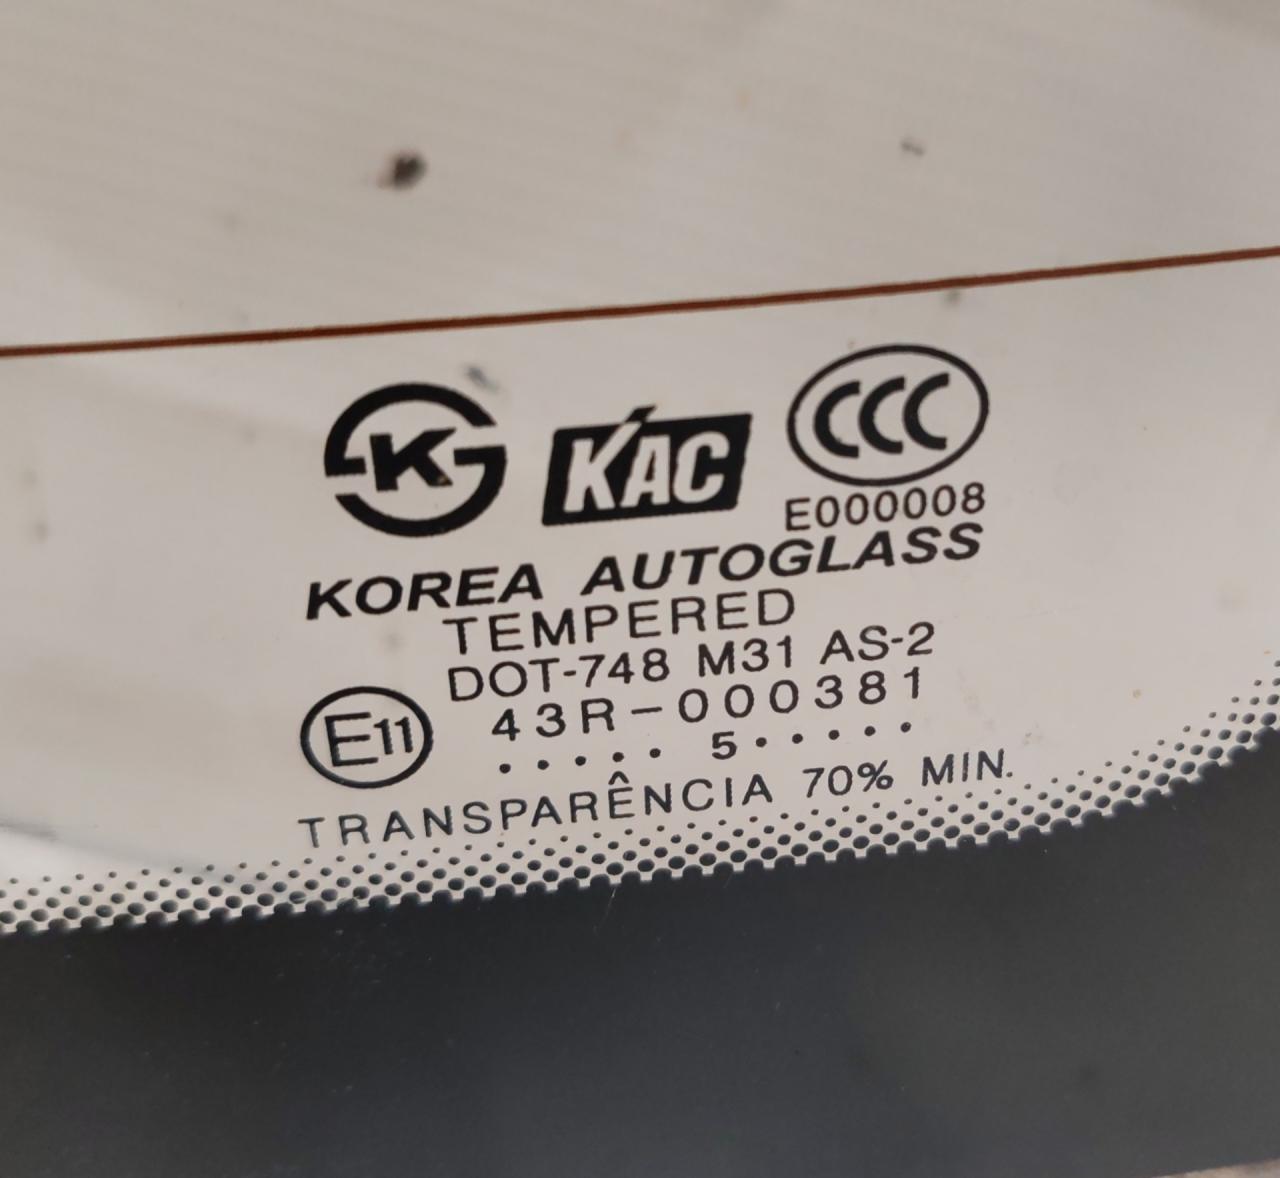 K KAC CCC
E000008
KOREA AUTOGLASS
TEMPERED
DOT-748 M31 AS-2
E11 43R-000381
· · · · · 5 · · · · ·
TRANSPARÊNCIA 70% MIN.